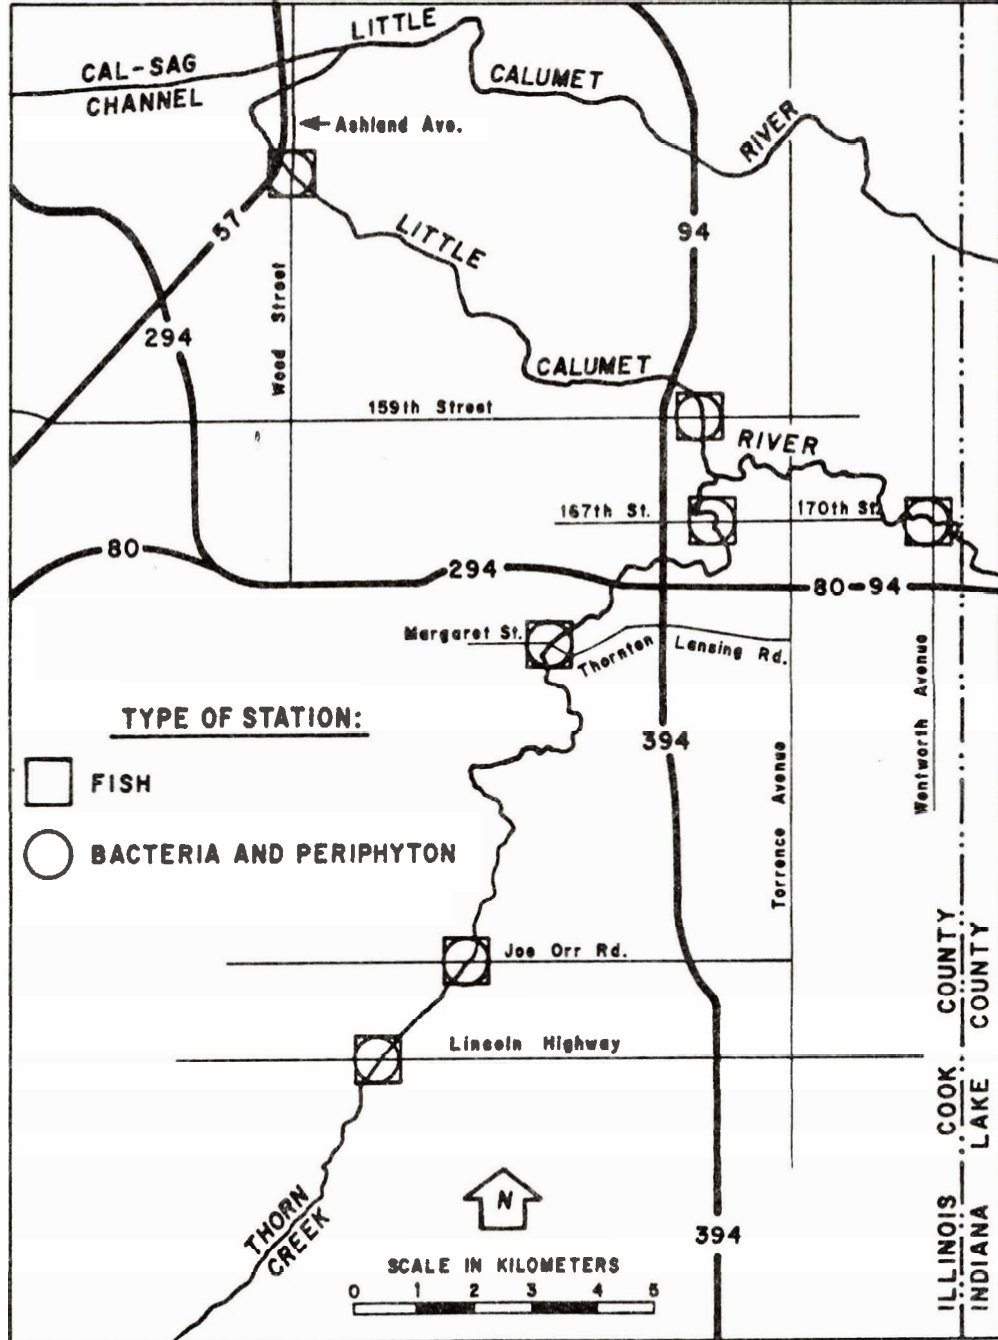 LITTLE
CAL-SAG
CHANNEL
CALUMET
RIVER
Ashland Ave.
57
LITTLE
94
294
Wood Street
CALUMET
159th Street
RIVER
167th St.
170th St.
80
294
80-94
Margaret St.
Thornton Lansing Rd.
TYPE OF STATION:
FISH
BACTERIA AND PERIPHYTON
394
Torrence Avenue
Wentworth Avenue
Joe Orr Rd.
Lincoln Highway
THORN
CREEK
N
394
SCALE IN KILOMETERS
0 1 2 3 4 5
ILLINOIS COOK COUNTY
INDIANA LAKE COUNTY